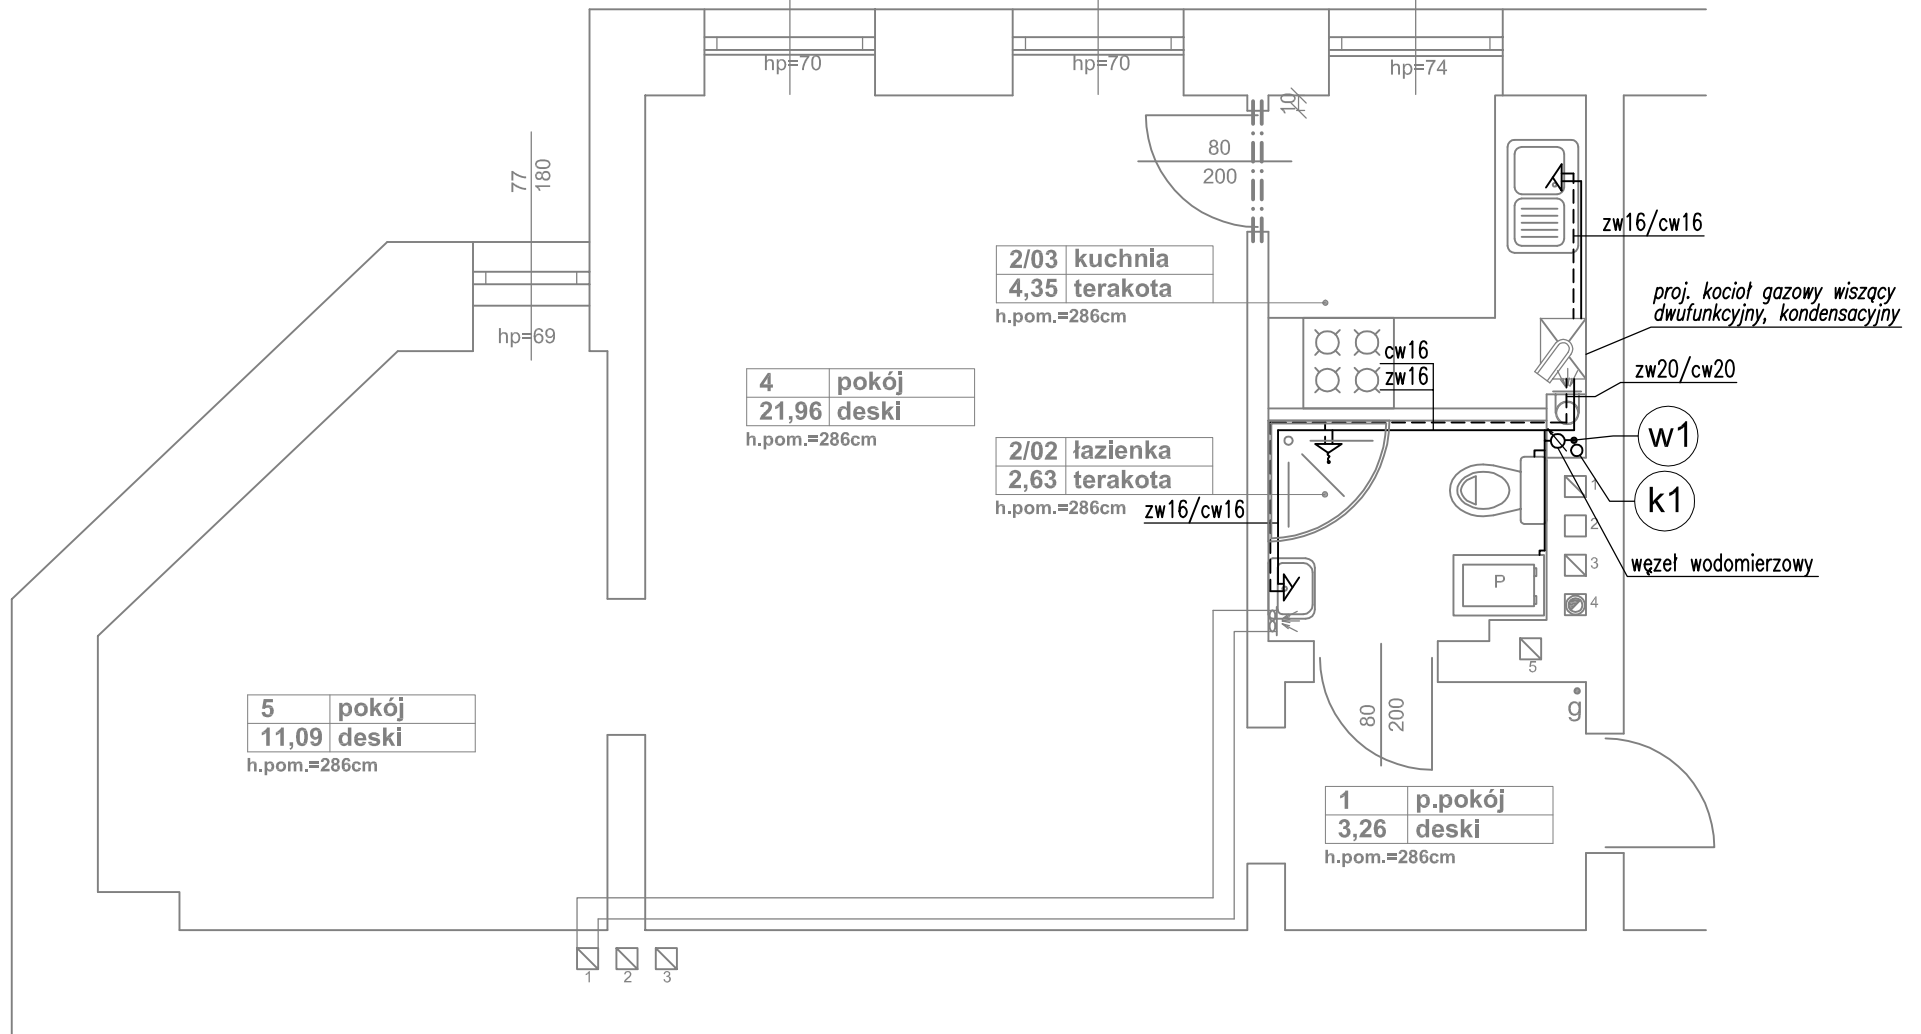 hp=70
hp=70
hp=74
10
77
180
80
200
hp=69
zw16/cw16
2/03 kuchnia
4,35 terakota
h.pom.=286cm
proj. kocioł gazowy wiszący
dwufunkcyjny, kondensacyjny
cw16
zw16
zw20/cw20
4 pokój
21,96 deski
h.pom.=286cm
2/02 łazienka
2,63 terakota
h.pom.=286cm
zw16/cw16
w1
k1
1
2
3
4
węzeł wodomierzowy
P
5
g
80
200
5 pokój
11,09 deski
h.pom.=286cm
1 p.pokój
3,26 deski
h.pom.=286cm
1
2
3